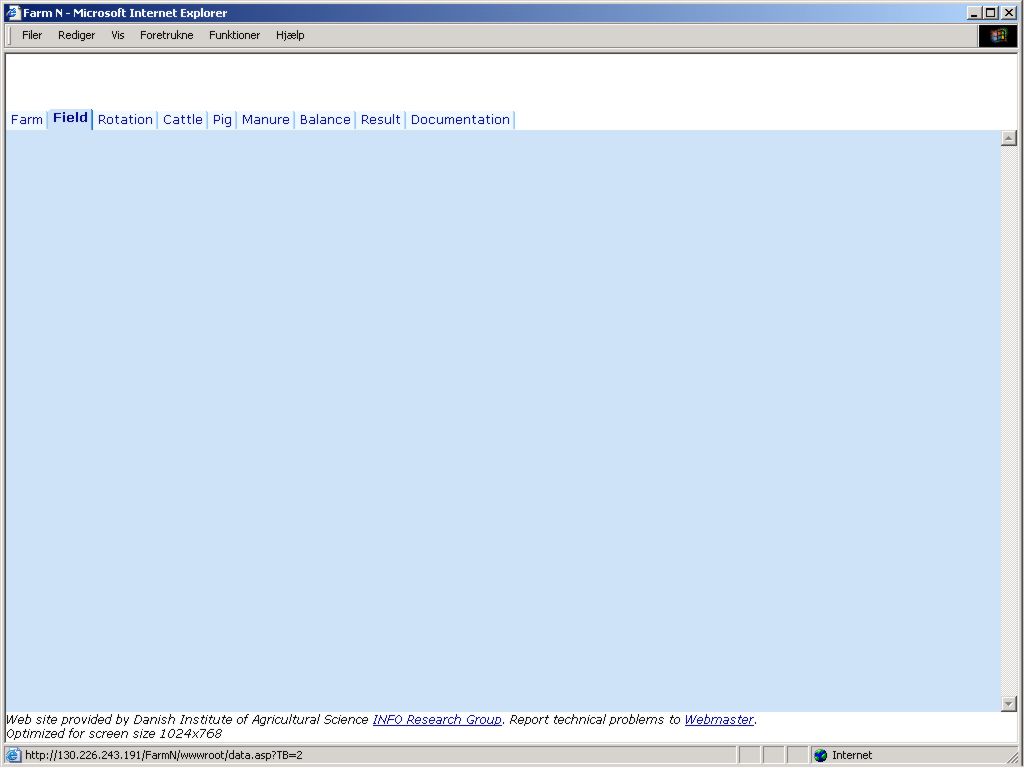 Farm N - Microsoft Internet Explorer
Filer Rediger Vis Foretrukne Funktioner Hjælp
Farm Field Rotation Cattle Pig Manure Balance Result Documentation
Web site provided by Danish Institute of Agricultural Science INFO Research Group. Report technical problems to Webmaster.
Optimized for screen size 1024x768
http://130.226.243.191/FarmN/wwwroot/data.asp?TB=2 Internet